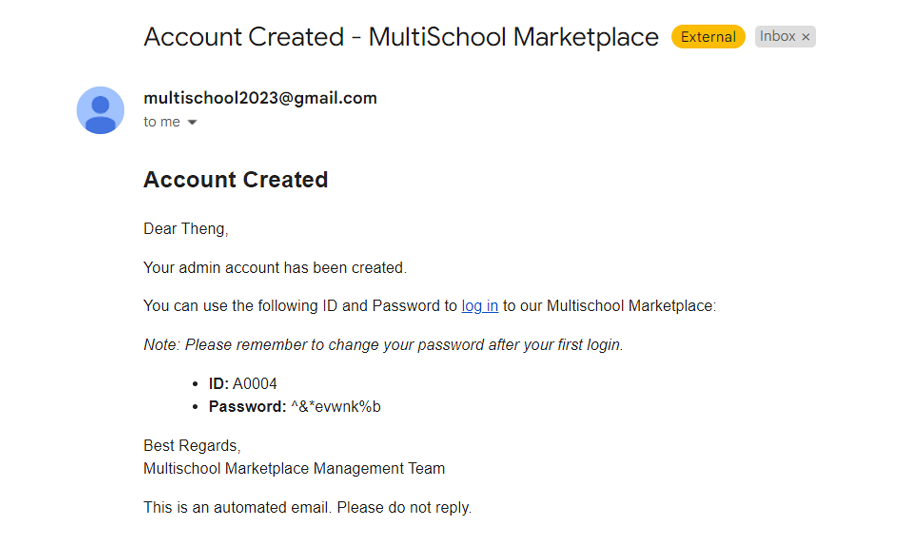 Account Created - MultiSchool Marketplace External Inbox ×
multischool2023@gmail.com
to me
Account Created
Dear Theng,
Your admin account has been created.
You can use the following ID and Password to log in to our Multischool Marketplace:
Note: Please remember to change your password after your first login.
• ID: A0004
• Password: ^&*evwnk%b
Best Regards,
Multischool Marketplace Management Team
This is an automated email. Please do not reply.